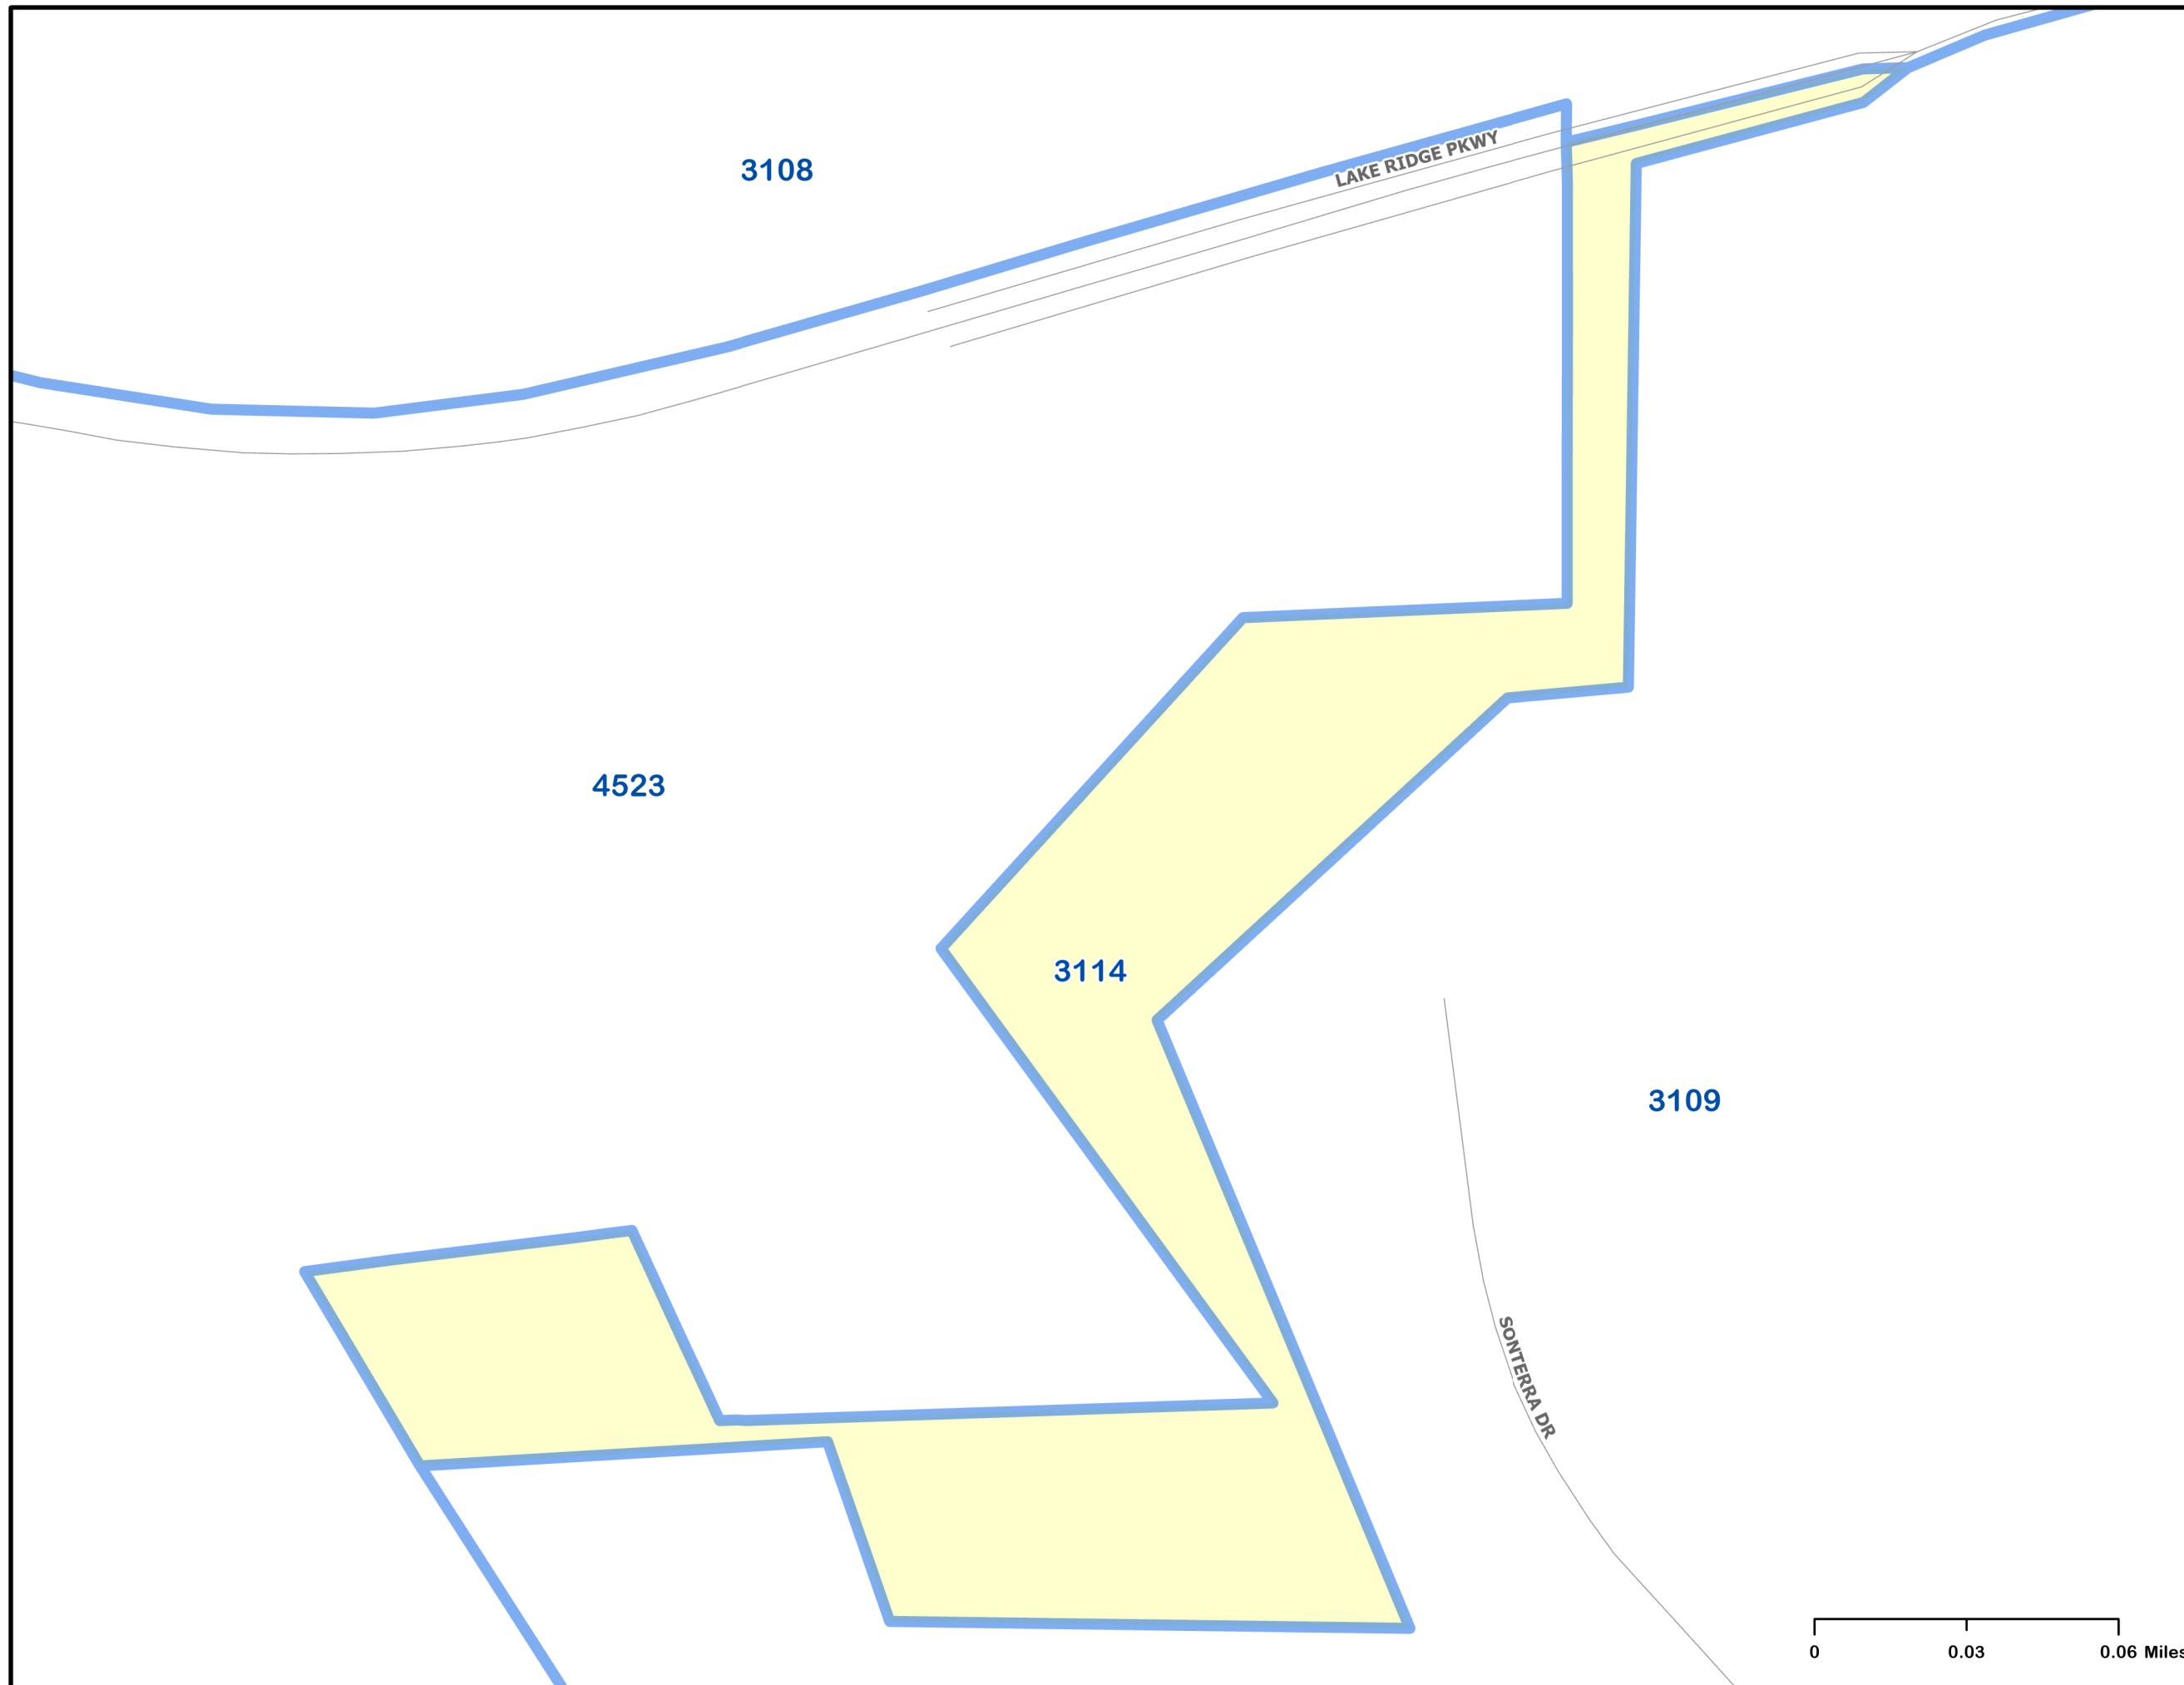 3108
LAKE RIDGE PKWY
4523
3114
3109
SONTERRA DR
0 0.03 0.06 Miles